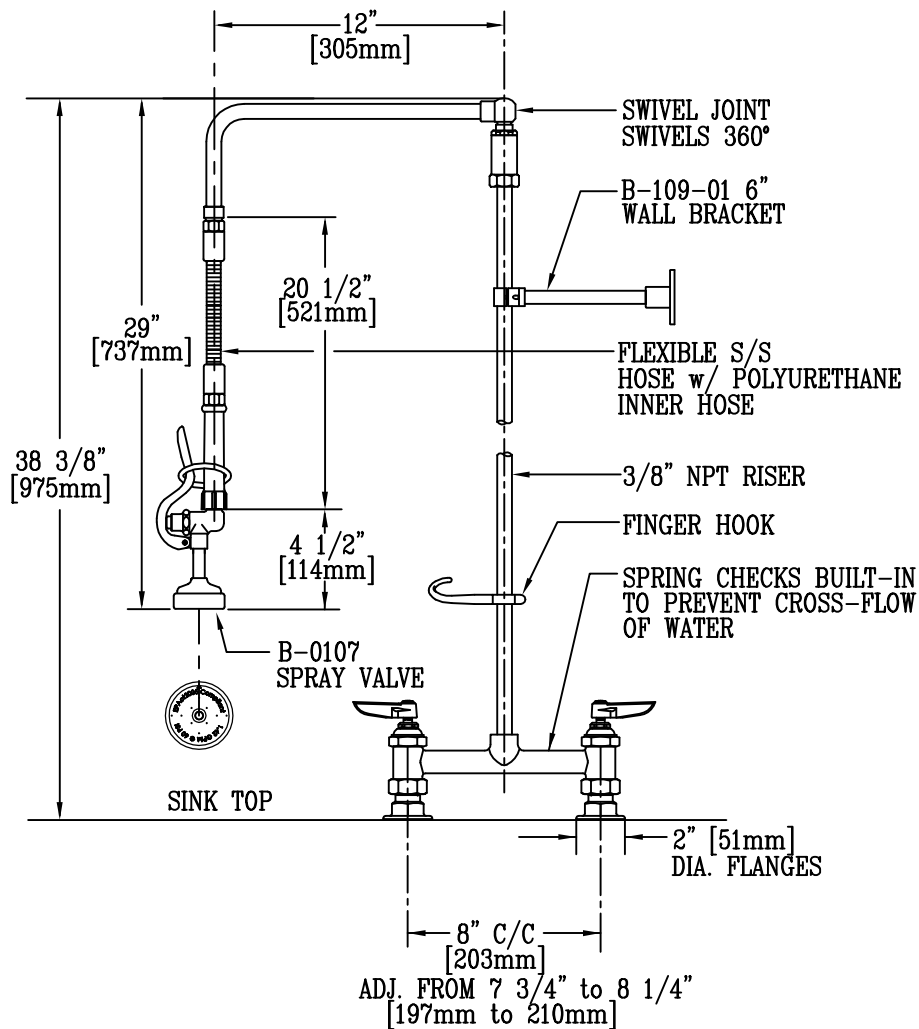 12"
[305mm]
SWIVEL JOINT
SWIVELS 360°
B-109-01 6"
WALL BRACKET
20 1/2"
[521mm]
29"
[737mm]
FLEXIBLE S/S
HOSE w/ POLYURETHANE
INNER HOSE
38 3/8"
[975mm]
3/8" NPT RISER
FINGER HOOK
4 1/2"
[114mm]
SPRING CHECKS BUILT-IN
TO PREVENT CROSS-FLOW
OF WATER
B-0107
SPRAY VALVE
SINK TOP
2" [51mm]
DIA. FLANGES
8" C/C
[203mm]
ADJ. FROM 7 3/4" to 8 1/4"
[197mm to 210mm]